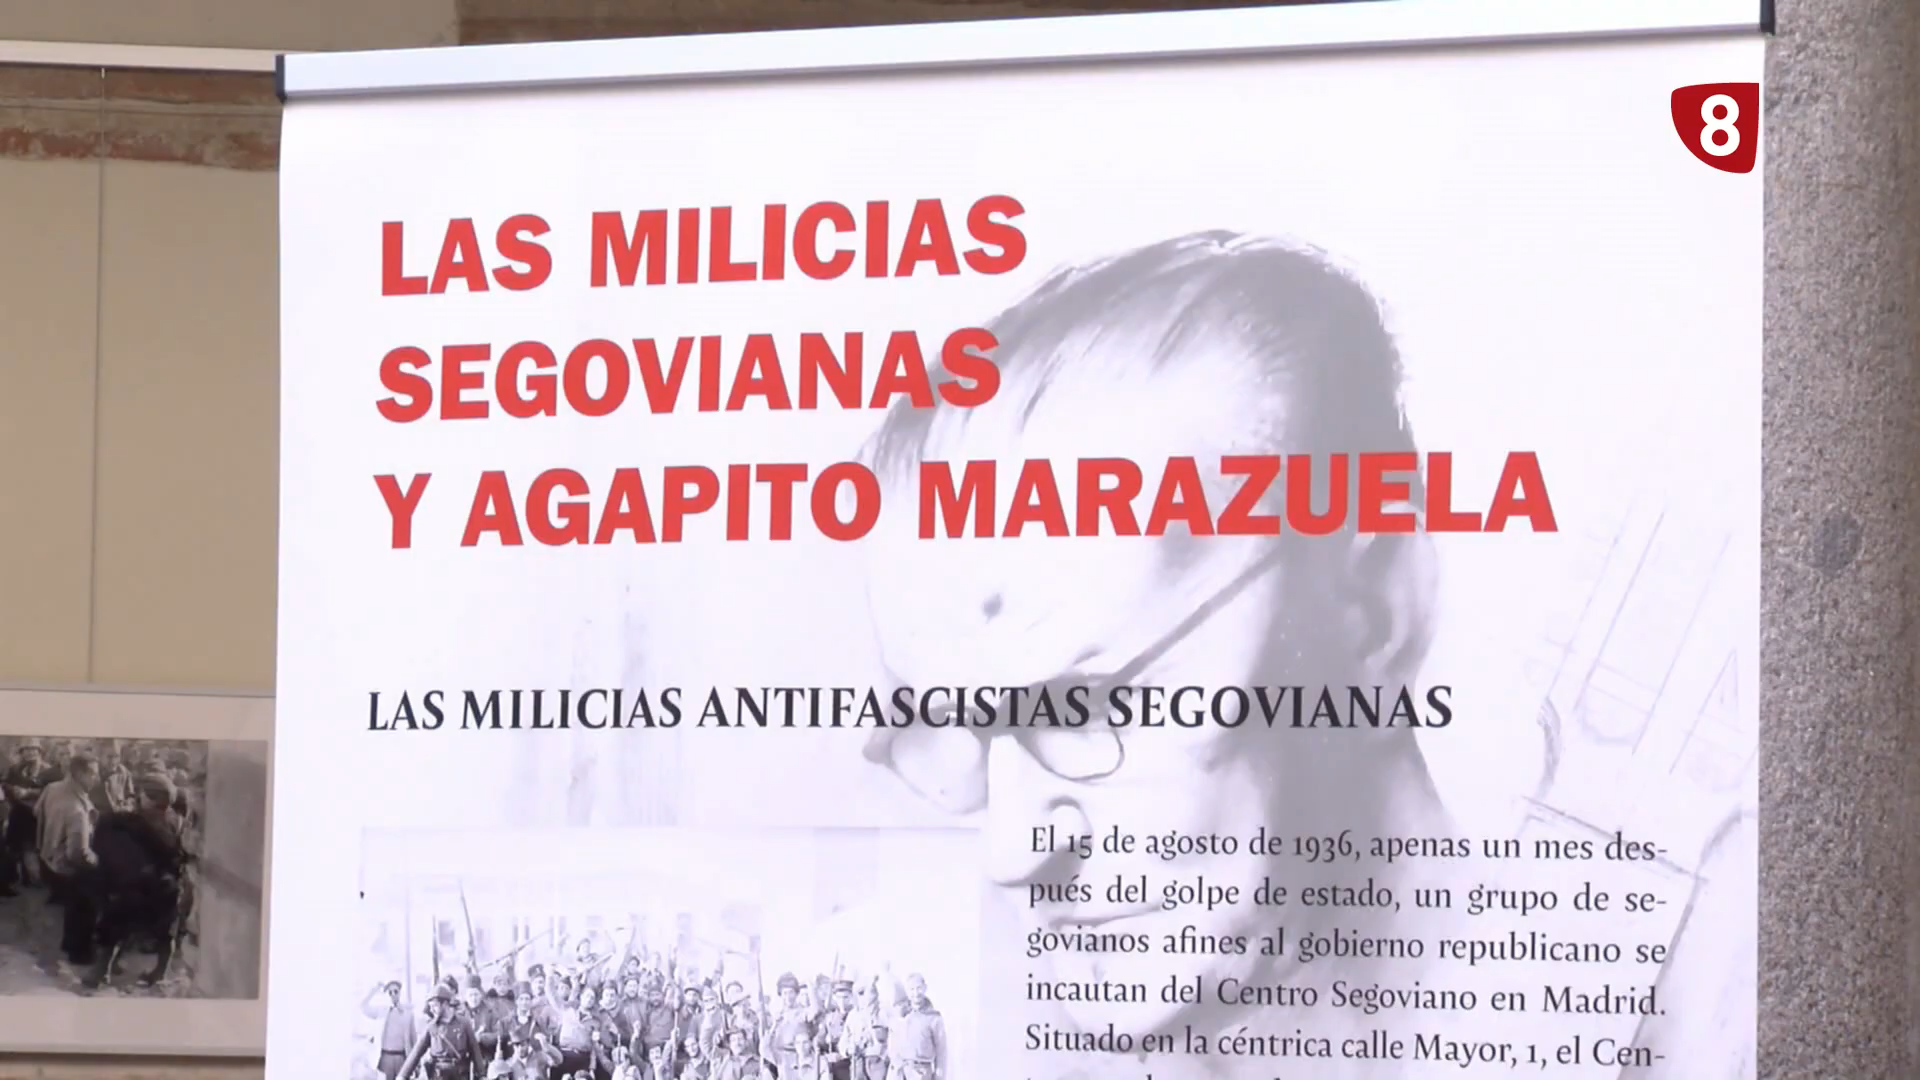 8
LAS MILICIAS
SEGOVIANAS
Y AGAPITO MARAZUELA
LAS MILICIAS ANTIFASCISTAS SEGOVIANAS
El 15 de agosto de 1936, apenas un mes des-
pués del golpe de estado, un grupo de se-
govianos afines al gobierno republicano se
incautan del Centro Segoviano en Madrid.
Situado en la céntrica calle Mayor, 1, el Cen-